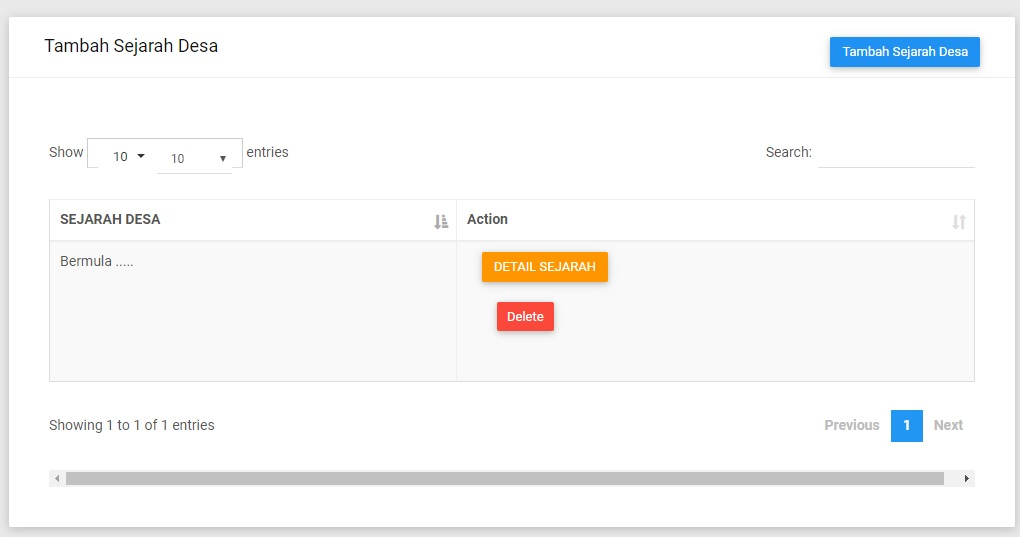 Tambah Sejarah Desa
Tambah Sejarah Desa
Show 10 10 entries
Search:
SEJARAH DESA Action
Bermula .....
DETAIL SEJARAH
Delete
Showing 1 to 1 of 1 entries
Previous 1 Next